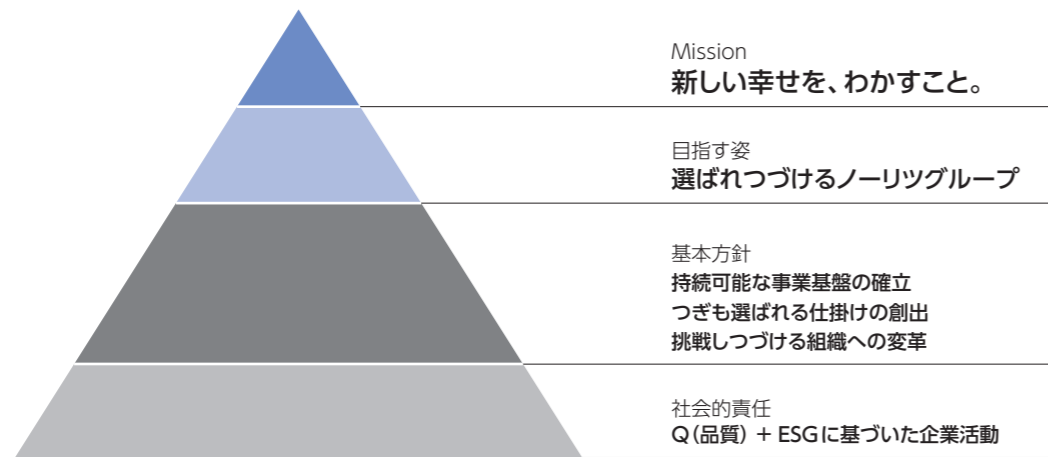 Mission
新しい幸せを、わかすこと。
目指す姿
選ばれつづけるノーリツグループ
基本方針
持続可能な事業基盤の確立
つぎも選ばれる仕掛けの創出
挑戦しつづける組織への変革
社会的責任
Q（品質）＋ESGに基づいた企業活動